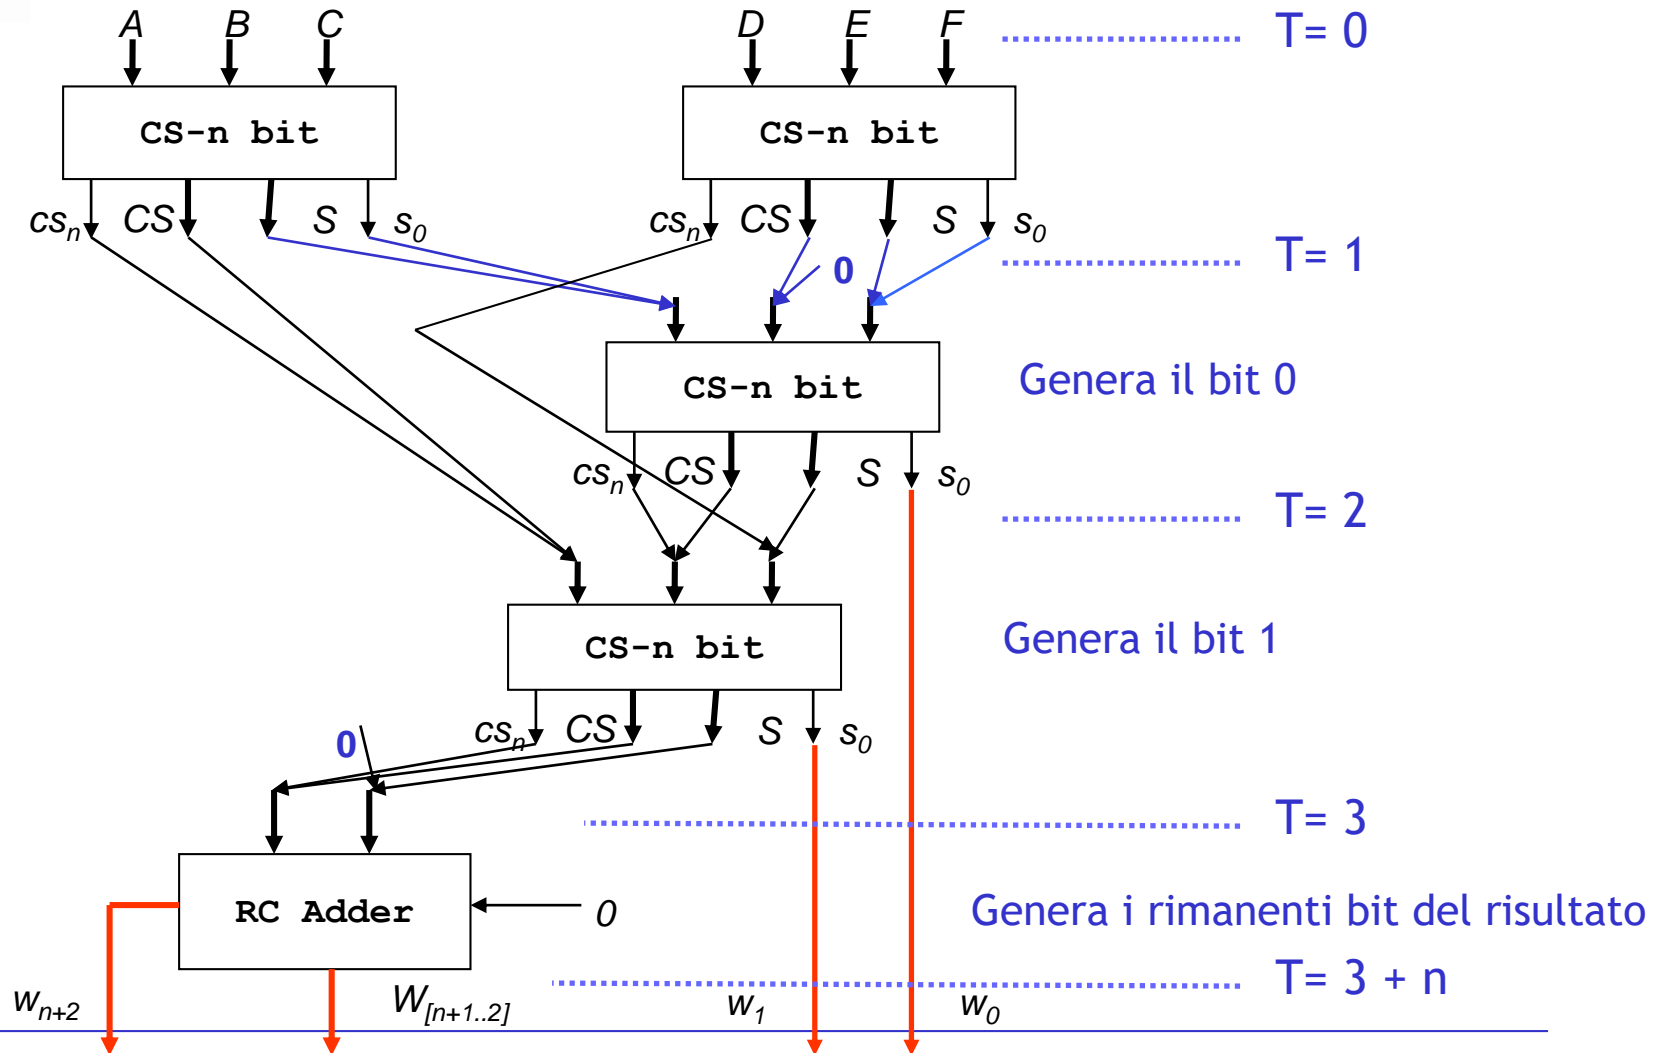 A B C D E F T= 0
CS-n bit CS-n bit
csn CS S s0 csn CS S s0
0 T= 1
CS-n bit Genera il bit 0
csn CS S s0
T= 2
CS-n bit Genera il bit 1
0 csn CS S s0
T= 3
RC Adder 0 Genera i rimanenti bit del risultato
T= 3 + n
wn+2 W[n+1..2] w1 w0